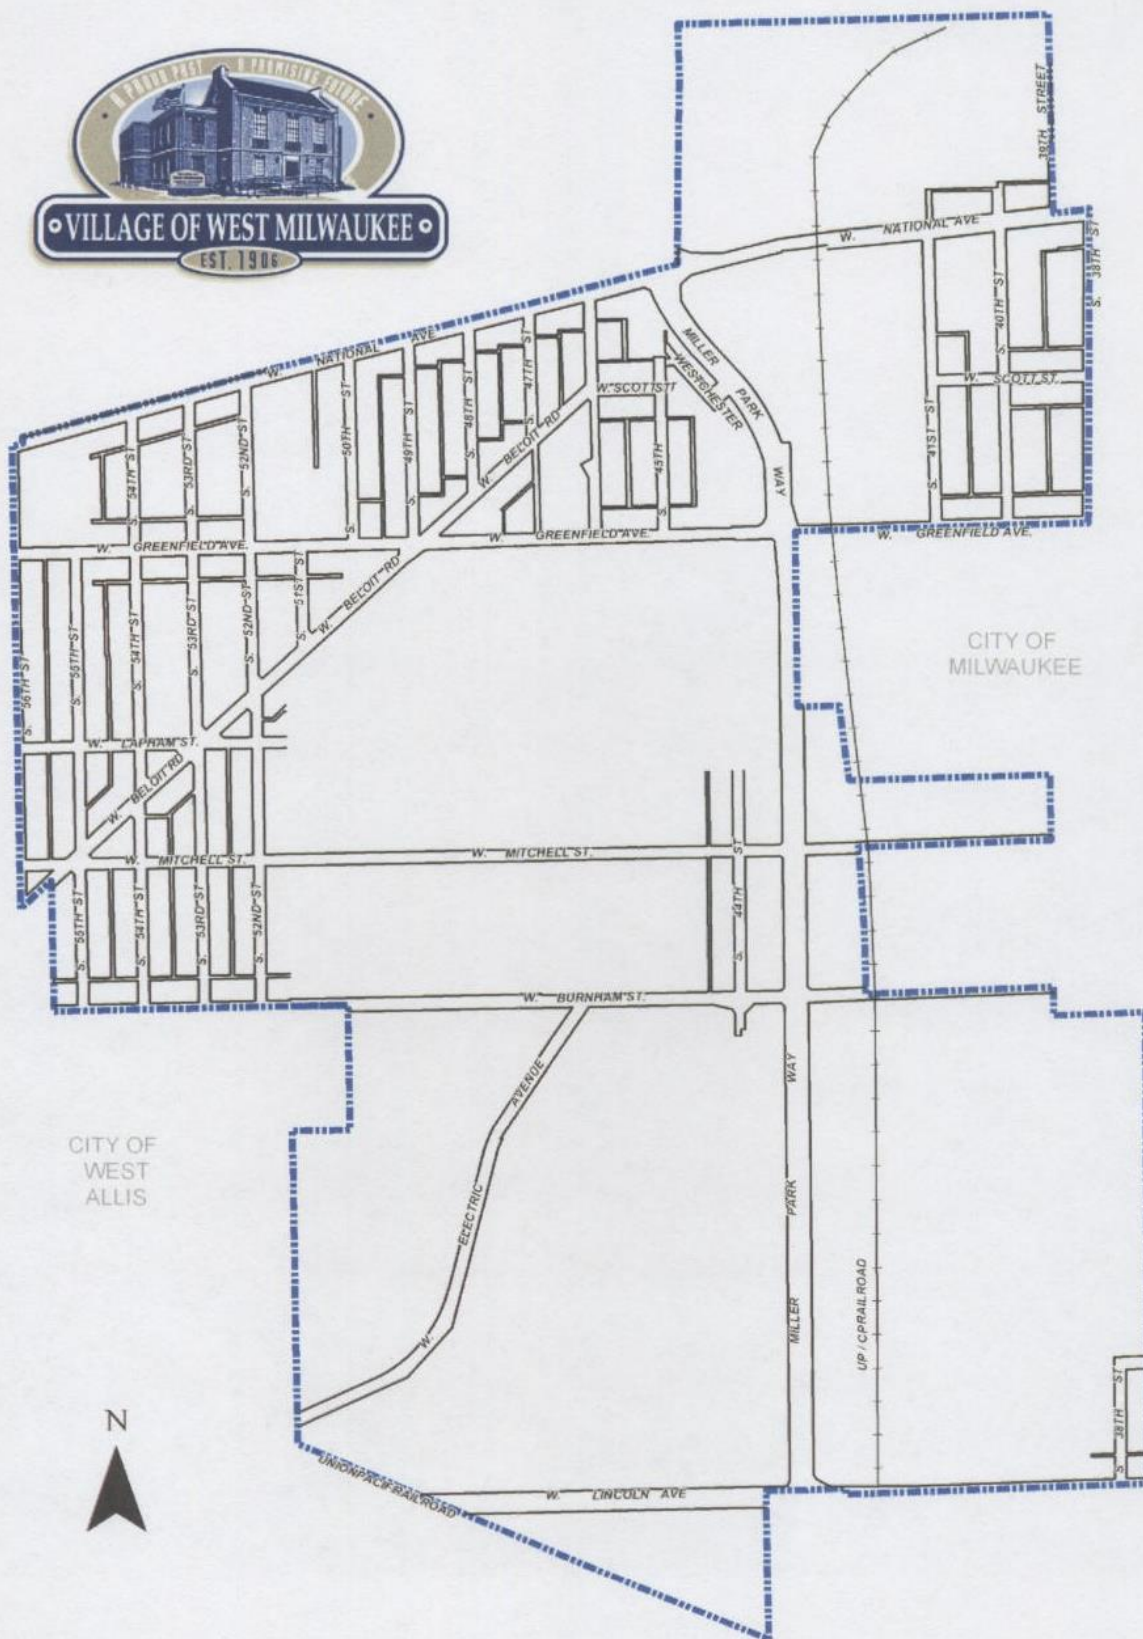 A PROUD PAST A PROMISING FUTURE
VILLAGE OF WEST MILWAUKEE
EST. 1906
39TH STREET
W. NATIONAL AVE
S. 38TH ST
S. 40TH ST
W. NATIONAL AVE
MILLER PARK WAY
WESTCHESTER
S. 47TH ST
S. 48TH ST
S. 49TH ST
S. 50TH ST
W. SCOTT ST
W. SCOTT ST.
W. BELOIT RD
S. 45TH ST
S. 41ST ST
S. 52ND ST
S. 53RD ST
S. 54TH ST
W. GREENFIELD AVE.
W. GREENFIELD AVE.
W. GREENFIELD AVE.
W. BELOIT RD
S. 51ST ST
S. 52ND ST
S. 53RD ST
S. 54TH ST
S. 55TH ST
S. 56TH ST
CITY OF
MILWAUKEE
W. LAPHAM ST.
W. BELOIT RD
W. MITCHELL ST.
W. MITCHELL ST.
S. 44TH ST
S. 55TH ST
S. 54TH ST
S. 53RD ST
S. 52ND ST
W. BURNHAM ST.
MILLER PARK WAY
W. ELECTRIC AVENUE
CITY OF
WEST
ALLIS
UP / CP RAILROAD
S 38TH ST
N
UNION PACIF RAILROAD
W. LINCOLN AVE